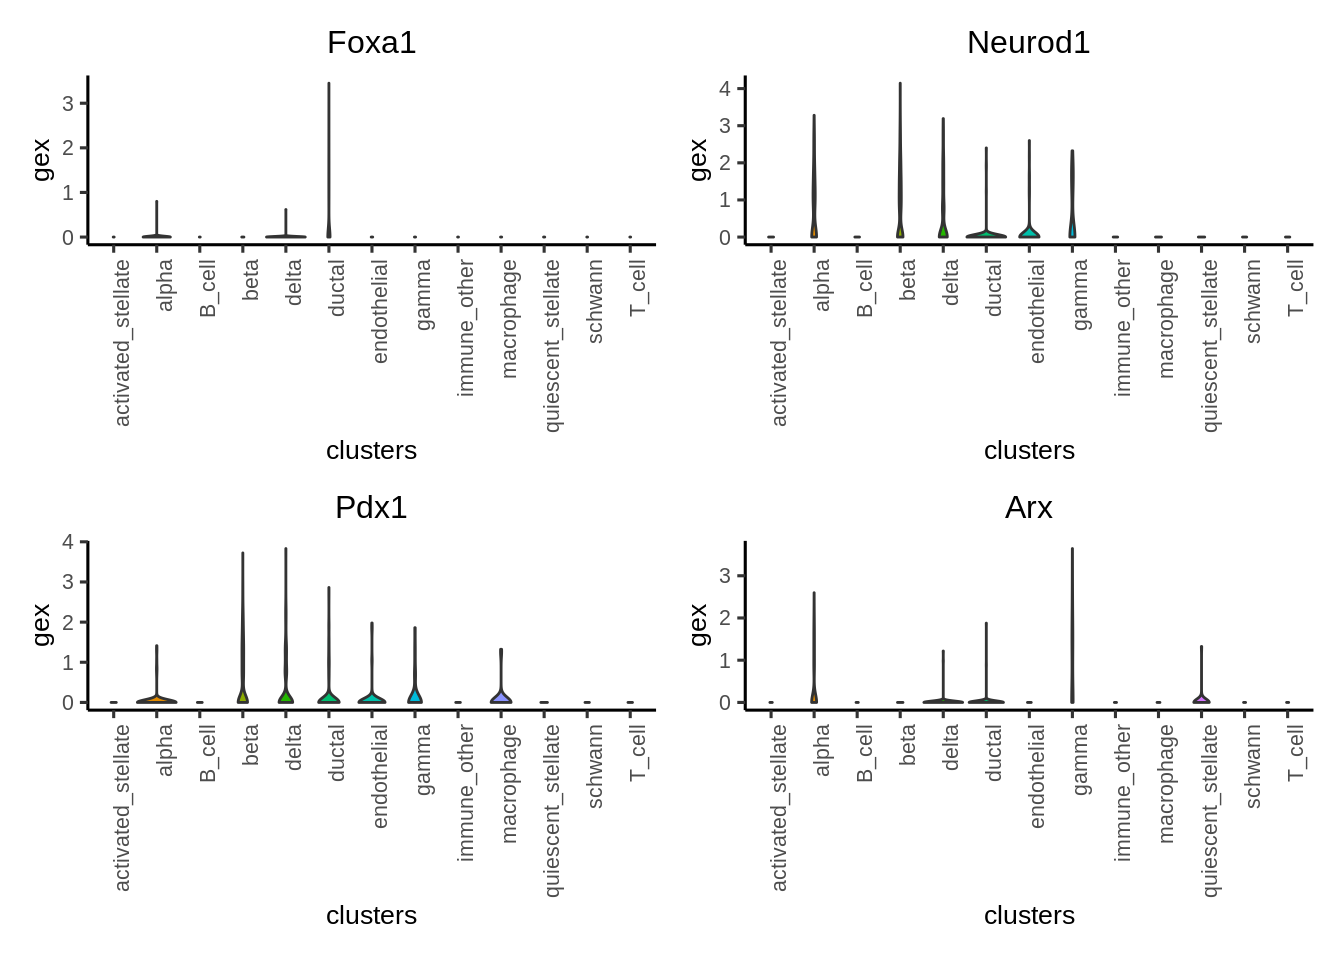 Foxa1
gex
3
2
1
0
activated_stellate
alpha
B_cell
beta
delta
ductal
endothelial
gamma
immune_other
macrophage
quiescent_stellate
schwann
T_cell
clusters
Neurod1
gex
4
3
2
1
0
activated_stellate
alpha
B_cell
beta
delta
ductal
endothelial
gamma
immune_other
macrophage
quiescent_stellate
schwann
T_cell
clusters
Pdx1
gex
4
3
2
1
0
activated_stellate
alpha
B_cell
beta
delta
ductal
endothelial
gamma
immune_other
macrophage
quiescent_stellate
schwann
T_cell
clusters
Arx
gex
3
2
1
0
activated_stellate
alpha
B_cell
beta
delta
ductal
endothelial
gamma
immune_other
macrophage
quiescent_stellate
schwann
T_cell
clusters